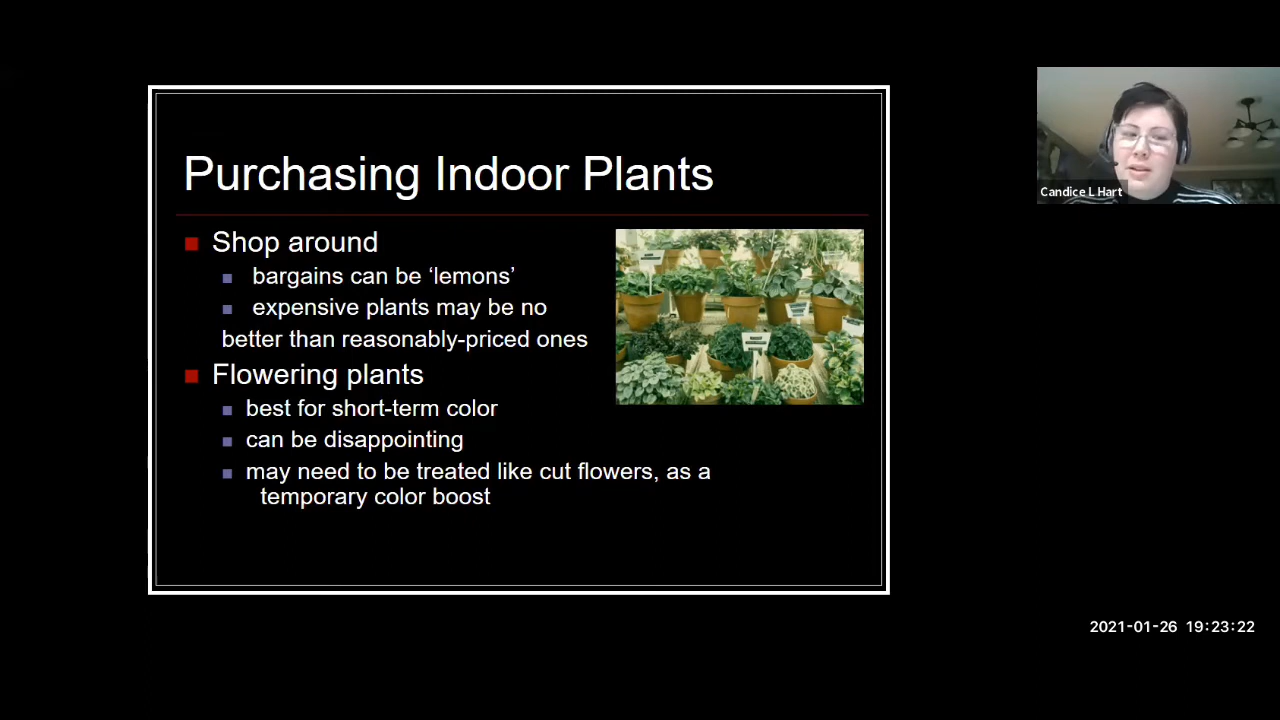 Purchasing Indoor Plants
Shop around
bargains can be ‘lemons’
expensive plants may be no
better than reasonably-priced ones
Flowering plants
best for short-term color
can be disappointing
may need to be treated like cut flowers, as a
temporary color boost
Candice L Hart
2021-01-26 19:23:22